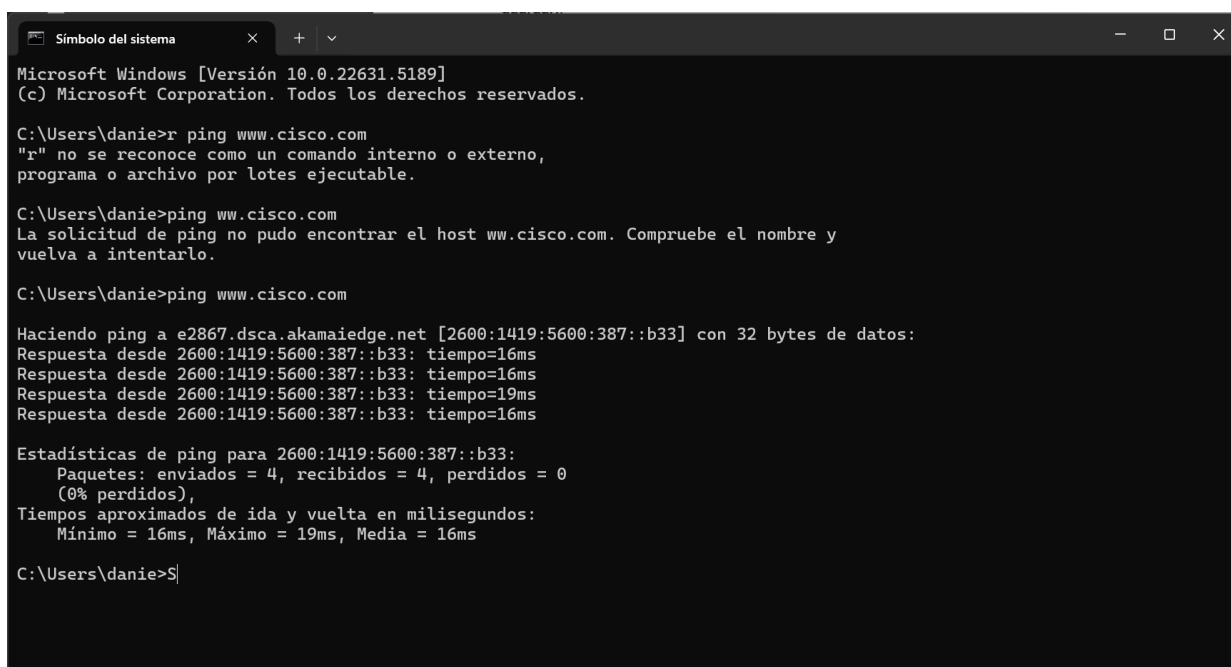 Símbolo del sistema
Microsoft Windows [Versión 10.0.22631.5189]
(c) Microsoft Corporation. Todos los derechos reservados.
C:\Users\danie>r ping www.cisco.com
"r" no se reconoce como un comando interno o externo,
programa o archivo por lotes ejecutable.
C:\Users\danie>ping ww.cisco.com
La solicitud de ping no pudo encontrar el host ww.cisco.com. Compruebe el nombre y
vuelva a intentarlo.
C:\Users\danie>ping www.cisco.com
Haciendo ping a e2867.dsca.akamaiedge.net [2600:1419:5600:387::b33] con 32 bytes de datos:
Respuesta desde 2600:1419:5600:387::b33: tiempo=16ms
Respuesta desde 2600:1419:5600:387::b33: tiempo=16ms
Respuesta desde 2600:1419:5600:387::b33: tiempo=19ms
Respuesta desde 2600:1419:5600:387::b33: tiempo=16ms
Estadísticas de ping para 2600:1419:5600:387::b33:
Paquetes: enviados = 4, recibidos = 4, perdidos = 0
(0% perdidos),
Tiempos aproximados de ida y vuelta en milisegundos:
Mínimo = 16ms, Máximo = 19ms, Media = 16ms
C:\Users\danie>S